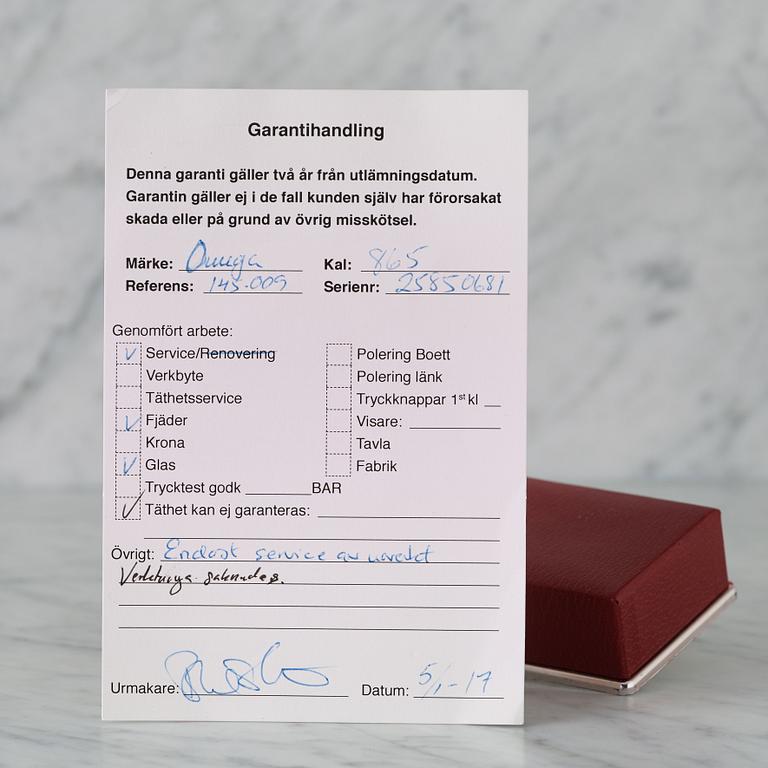 Garantihandling
Denna garanti gäller två år från utlämningsdatum.
Garantin gäller ej i de fall kunden själv har förorsakat
skada eller på grund av övrig misskötsel.
Märke: Omega Kal: 865
Referens: 145.009 Serienr: 25850681
Genomfört arbete:
Service/Renovering
Verkbyte
Täthetsservice
Fjäder
Krona
Glas
Trycktest godk BAR
Täthet kan ej garanteras:
Polering Boett
Polering länk
Tryckknappar 1st kl
Visare:
Tavla
Fabrik
Övrigt: Endast service av urverket
saknades.
Urmakare: Datum: 5/1-17